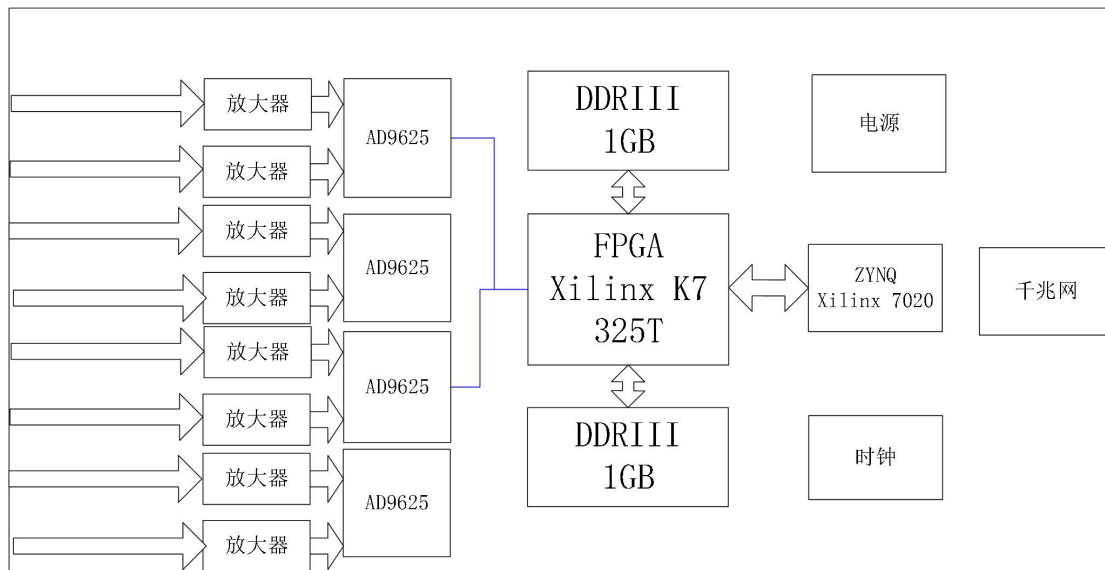 放大器
放大器
AD9625
放大器
放大器
AD9625
放大器
放大器
AD9625
放大器
放大器
AD9625
DDRIII
1GB
FPGA
Xilinx K7
325T
DDRIII
1GB
电源
ZYNQ
Xilinx 7020
千兆网
时钟